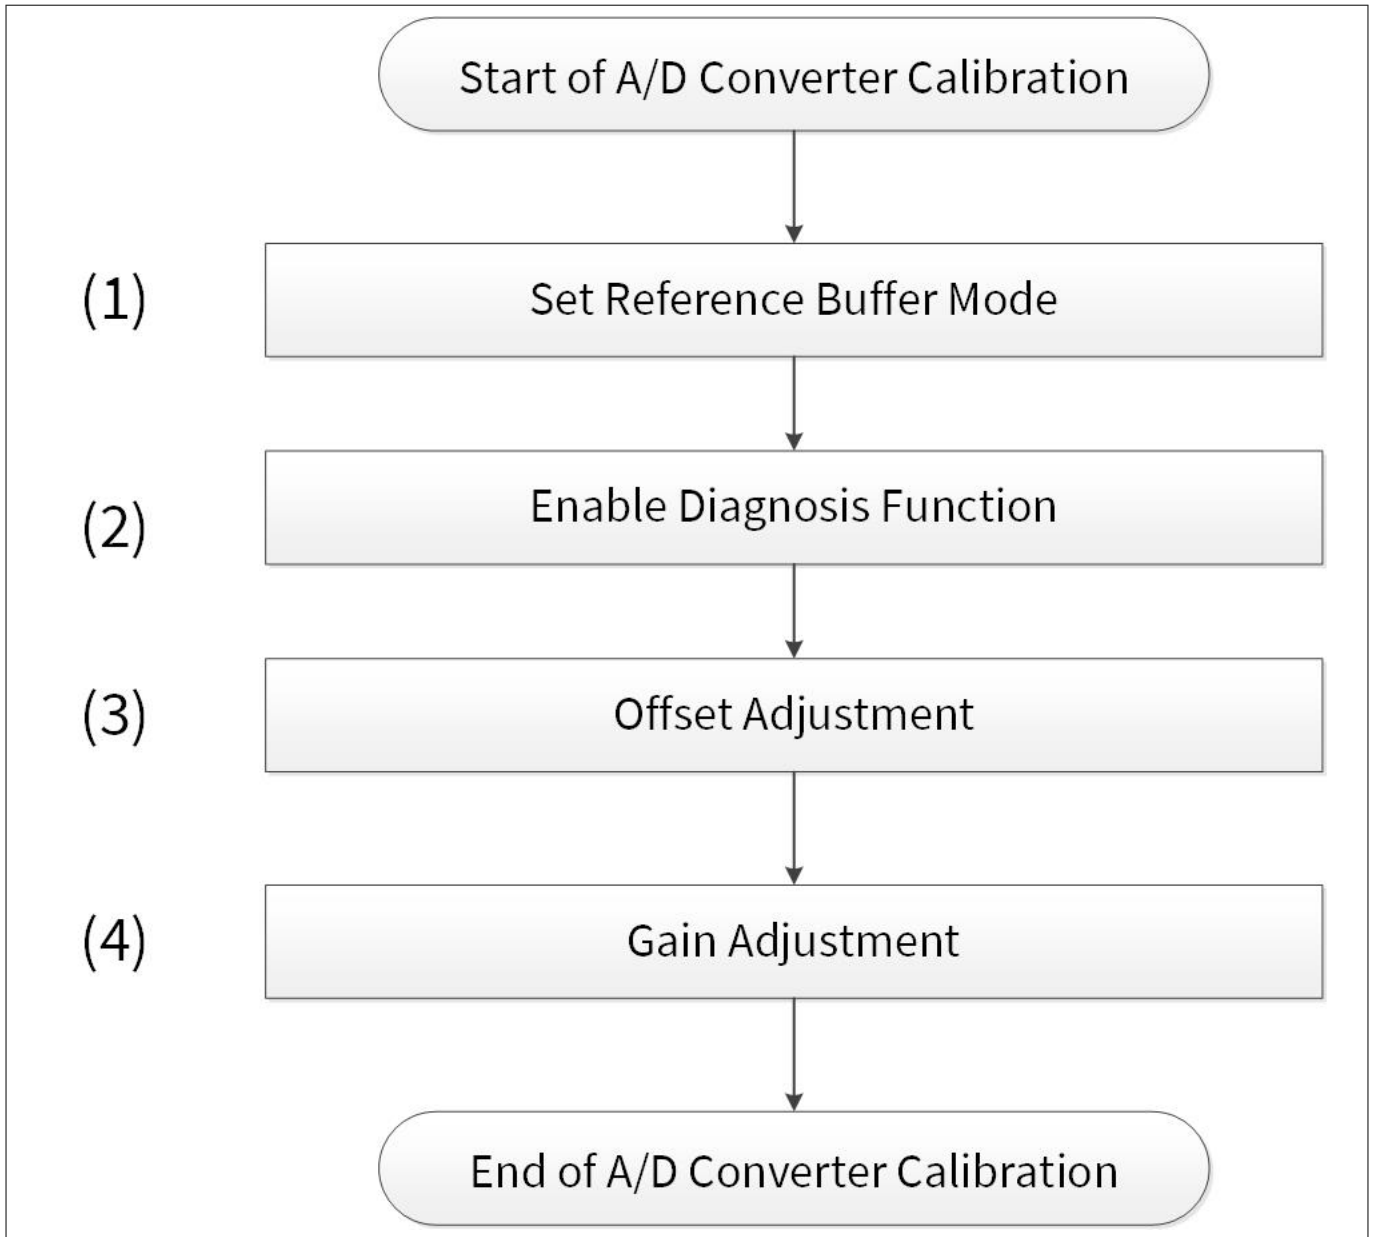 Start of A/D Converter Calibration
(1)
Set Reference Buffer Mode
(2)
Enable Diagnosis Function
(3)
Offset Adjustment
(4)
Gain Adjustment
End of A/D Converter Calibration